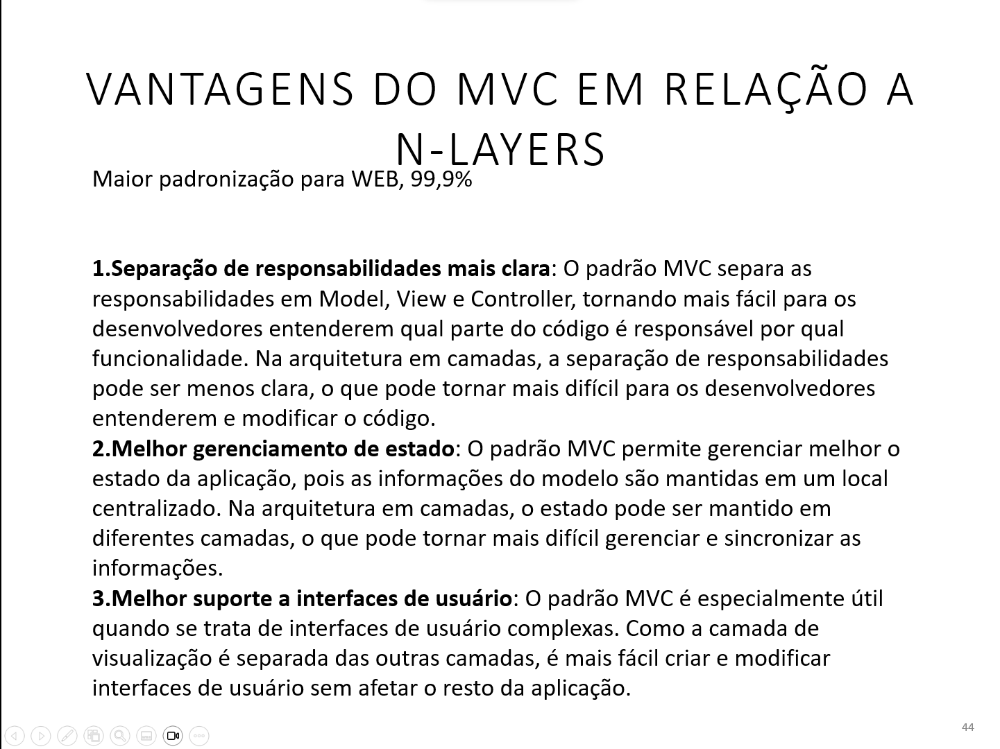 VANTAGENS DO MVC EM RELAÇÃO A
N-LAYERS
Maior padronização para WEB, 99,9%
1.Separação de responsabilidades mais clara: O padrão MVC separa as
responsabilidades em Model, View e Controller, tornando mais fácil para os
desenvolvedores entenderem qual parte do código é responsável por qual
funcionalidade. Na arquitetura em camadas, a separação de responsabilidades
pode ser menos clara, o que pode tornar mais difícil para os desenvolvedores
entenderem e modificar o código.
2.Melhor gerenciamento de estado: O padrão MVC permite gerenciar melhor o
estado da aplicação, pois as informações do modelo são mantidas em um local
centralizado. Na arquitetura em camadas, o estado pode ser mantido em
diferentes camadas, o que pode tornar mais difícil gerenciar e sincronizar as
informações.
3.Melhor suporte a interfaces de usuário: O padrão MVC é especialmente útil
quando se trata de interfaces de usuário complexas. Como a camada de
visualização é separada das outras camadas, é mais fácil criar e modificar
interfaces de usuário sem afetar o resto da aplicação.
44